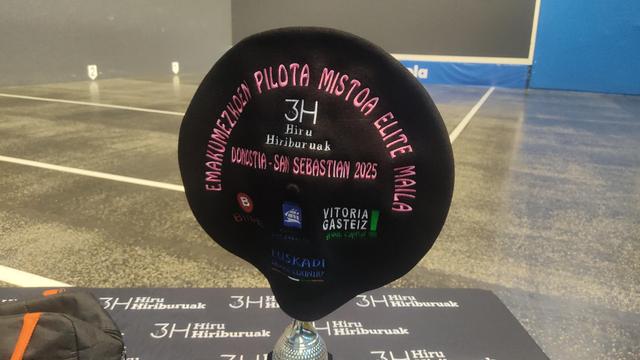 EMAKUMEZKOEN PILOTA MISTOA ELITE MAILA
3H
Hiru
Hiriburuak
DONOSTIA - SAN SEBASTIAN 2025
B
VITORIA
GASTEIZ
EUSKADI
3H Hiru Hiriburuak
3H Hiru Hiriburuak
3H Hiru Hiriburuak
3H Hiru Hiriburuak
3H Hiru Hiriburuak